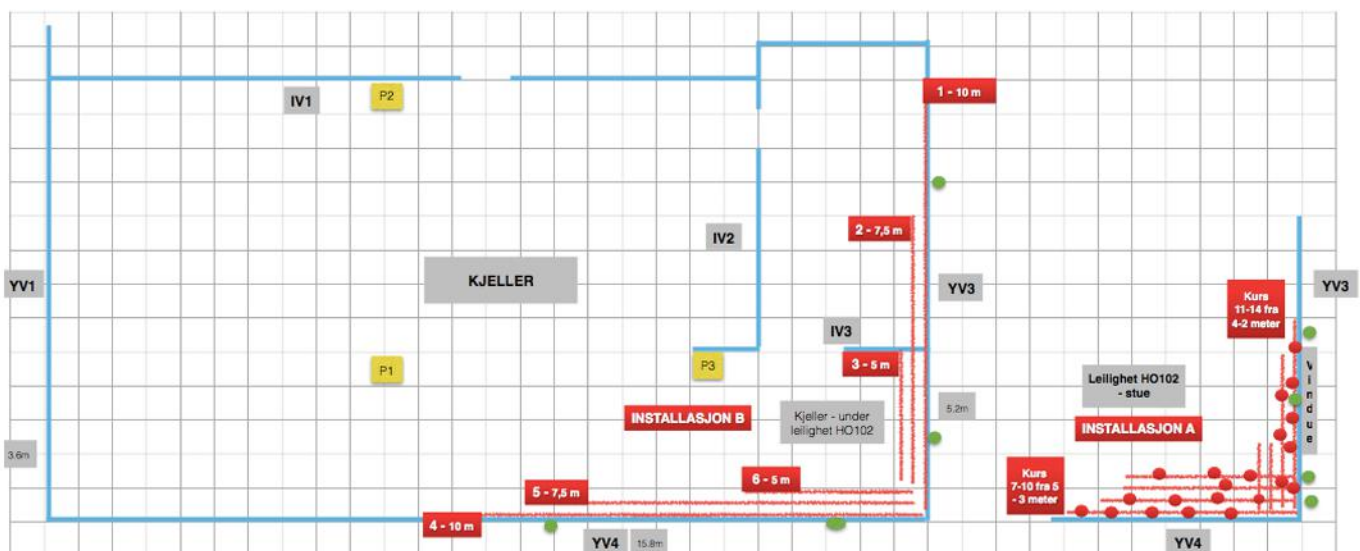 1 - 10 m
IV1
P2
2 - 7,5 m
IV2
KJELLER
YV1
YV3
YV3
Kurs
11-14 fra
4-2 meter
IV3
3 - 5 m
P1
P3
Leilighet HO102
- stue
Vindue
INSTALLASJON B
Kjeller - under
leilighet HO102
5.2m
INSTALLASJON A
3.6m
Kurs
7-10 fra 5
- 3 meter
6 - 5 m
5 - 7,5 m
4 - 10 m
YV4
15.8m
YV4